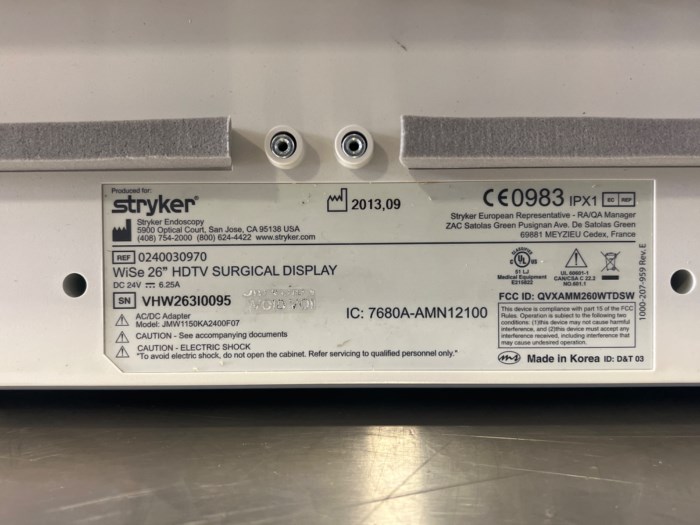 Produced for:
stryker®
Stryker Endoscopy
5900 Optical Court, San Jose, CA 95138 USA
(408) 754-2000 (800) 624-4422 www.stryker.com
2013,09
CE0983 IPX1 EC REP
Stryker European Representative - RA/QA Manager
ZAC Satolas Green Pusignan Ave. De Satolas Green
69881 MEYZIEU Cedex, France
REF 0240030970
WiSe 26" HDTV SURGICAL DISPLAY
DC 24V 6.25A
SN VHW263I0095
AC/DC Adapter
Model: JMW1150KA2400F07
CAUTION - See accompanying documents
CAUTION - ELECTRIC SHOCK
"To avoid electric shock, do not open the cabinet. Refer servicing to qualified personnel only."
IC: 7680A-AMN12100
CLASSIFIED
UL
C US
51 LJ
Medical Equipment
E215822
UL 60601-1
CAN/CSA C 22.2
NO.601.1
FCC ID: QVXAMM260WTDSW
This device is compliance with part 15 of the FCC
Rules. Operation is subject to the following two
conditions: (1)this device may not cause harmful
interference, and (2)this device must accept any
interference received, including interference that
may cause undesired operation.
Made in Korea ID: D&T 03
1000-207-959 Rev. E